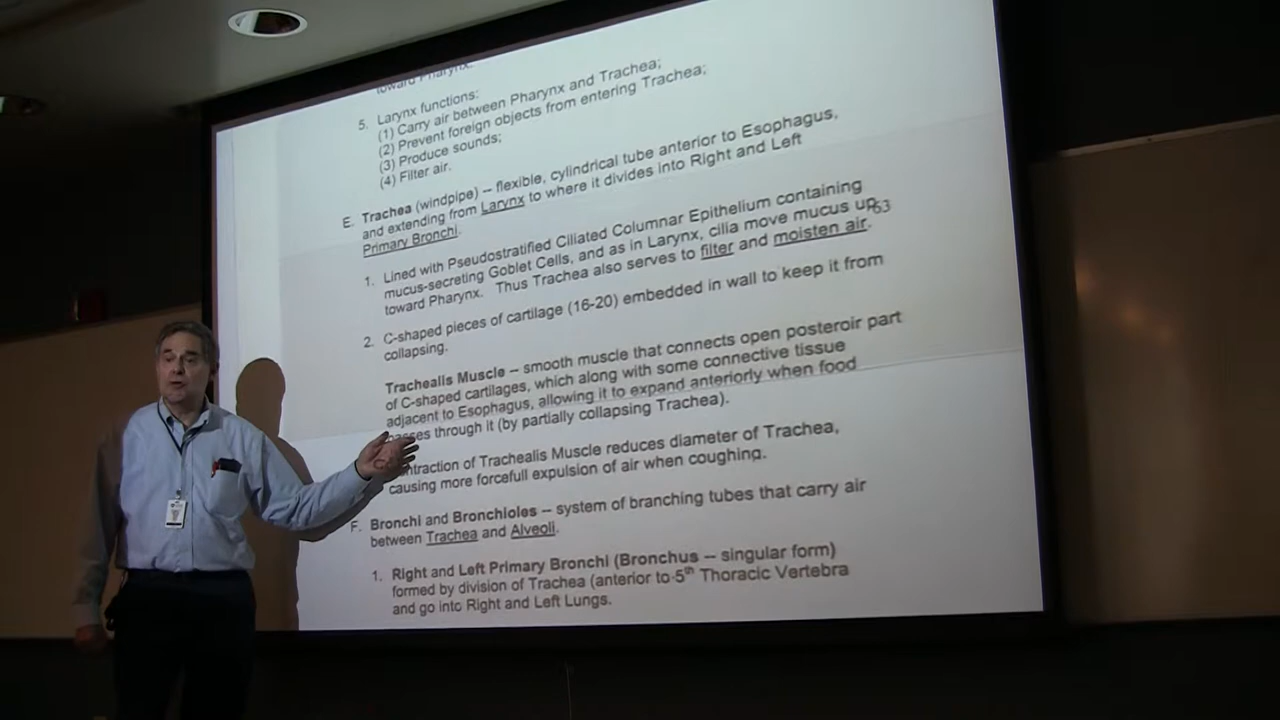 toward Pharynx.
5. Larynx functions:
(1) Carry air between Pharynx and Trachea;
(2) Prevent foreign objects from entering Trachea;
(3) Produce sounds;
(4) Filter air.
E. Trachea (windpipe) – flexible, cylindrical tube anterior to Esophagus,
and extending from Larynx to where it divides into Right and Left
Primary Bronchi.
1. Lined with Pseudostratified Ciliated Columnar Epithelium containing
mucus-secreting Goblet Cells, and as in Larynx, cilia move mucus up
63
toward Pharynx. Thus Trachea also serves to filter and moisten air.
2. C-shaped pieces of cartilage (16-20) embedded in wall to keep it from
collapsing.
Trachealis Muscle – smooth muscle that connects open posteroir part
of C-shaped cartilages, which along with some connective tissue
adjacent to Esophagus, allowing it to expand anteriorly when food
passes through it (by partially collapsing Trachea).
ntraction of Trachealis Muscle reduces diameter of Trachea,
causing more forcefull expulsion of air when coughing.
F. Bronchi and Bronchioles – system of branching tubes that carry air
between Trachea and Alveoli.
1. Right and Left Primary Bronchi (Bronchus – singular form)
formed by division of Trachea (anterior to 5th Thoracic Vertebra
and go into Right and Left Lungs.